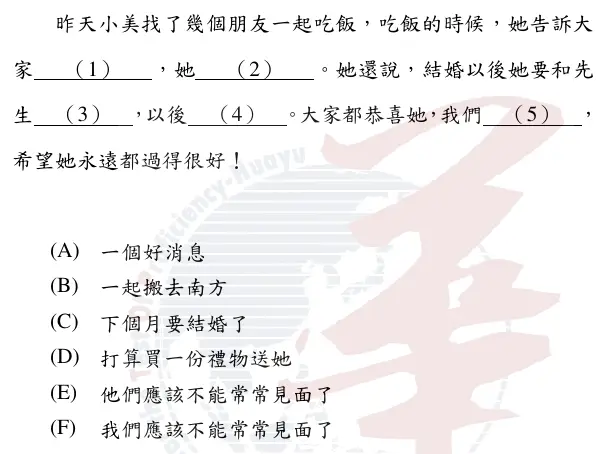 昨天小美找了幾個朋友一起吃飯，吃飯的時候，她告訴大
家（1），她（2）。她還說，結婚以後她要和先
生（3），以後（4）。大家都恭喜她，我們（5），
希望她永遠都過得很好！
(A) 一個好消息
(B) 一起搬去南方
(C) 下個月要結婚了
(D) 打算買一份禮物送她
(E) 他們應該不能常常見面了
(F) 我們應該不能常常見面了